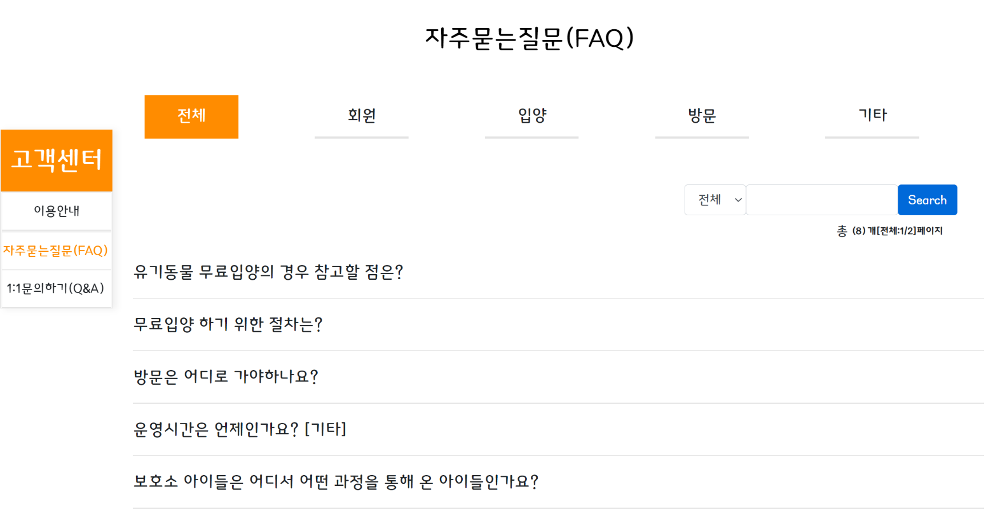 자주묻는질문(FAQ)
전체
회원
입양
방문
기타
고객센터
이용안내
자주묻는질문(FAQ)
1:1문의하기(Q&A)
전체
Search
총 (8)개[전체:1/2]페이지
유기동물 무료입양의 경우 참고할 점은?
무료입양 하기 위한 절차는?
방문은 어디로 가야하나요?
운영시간은 언제인가요? [기타]
보호소 아이들은 어디서 어떤 과정을 통해 온 아이들인가요?